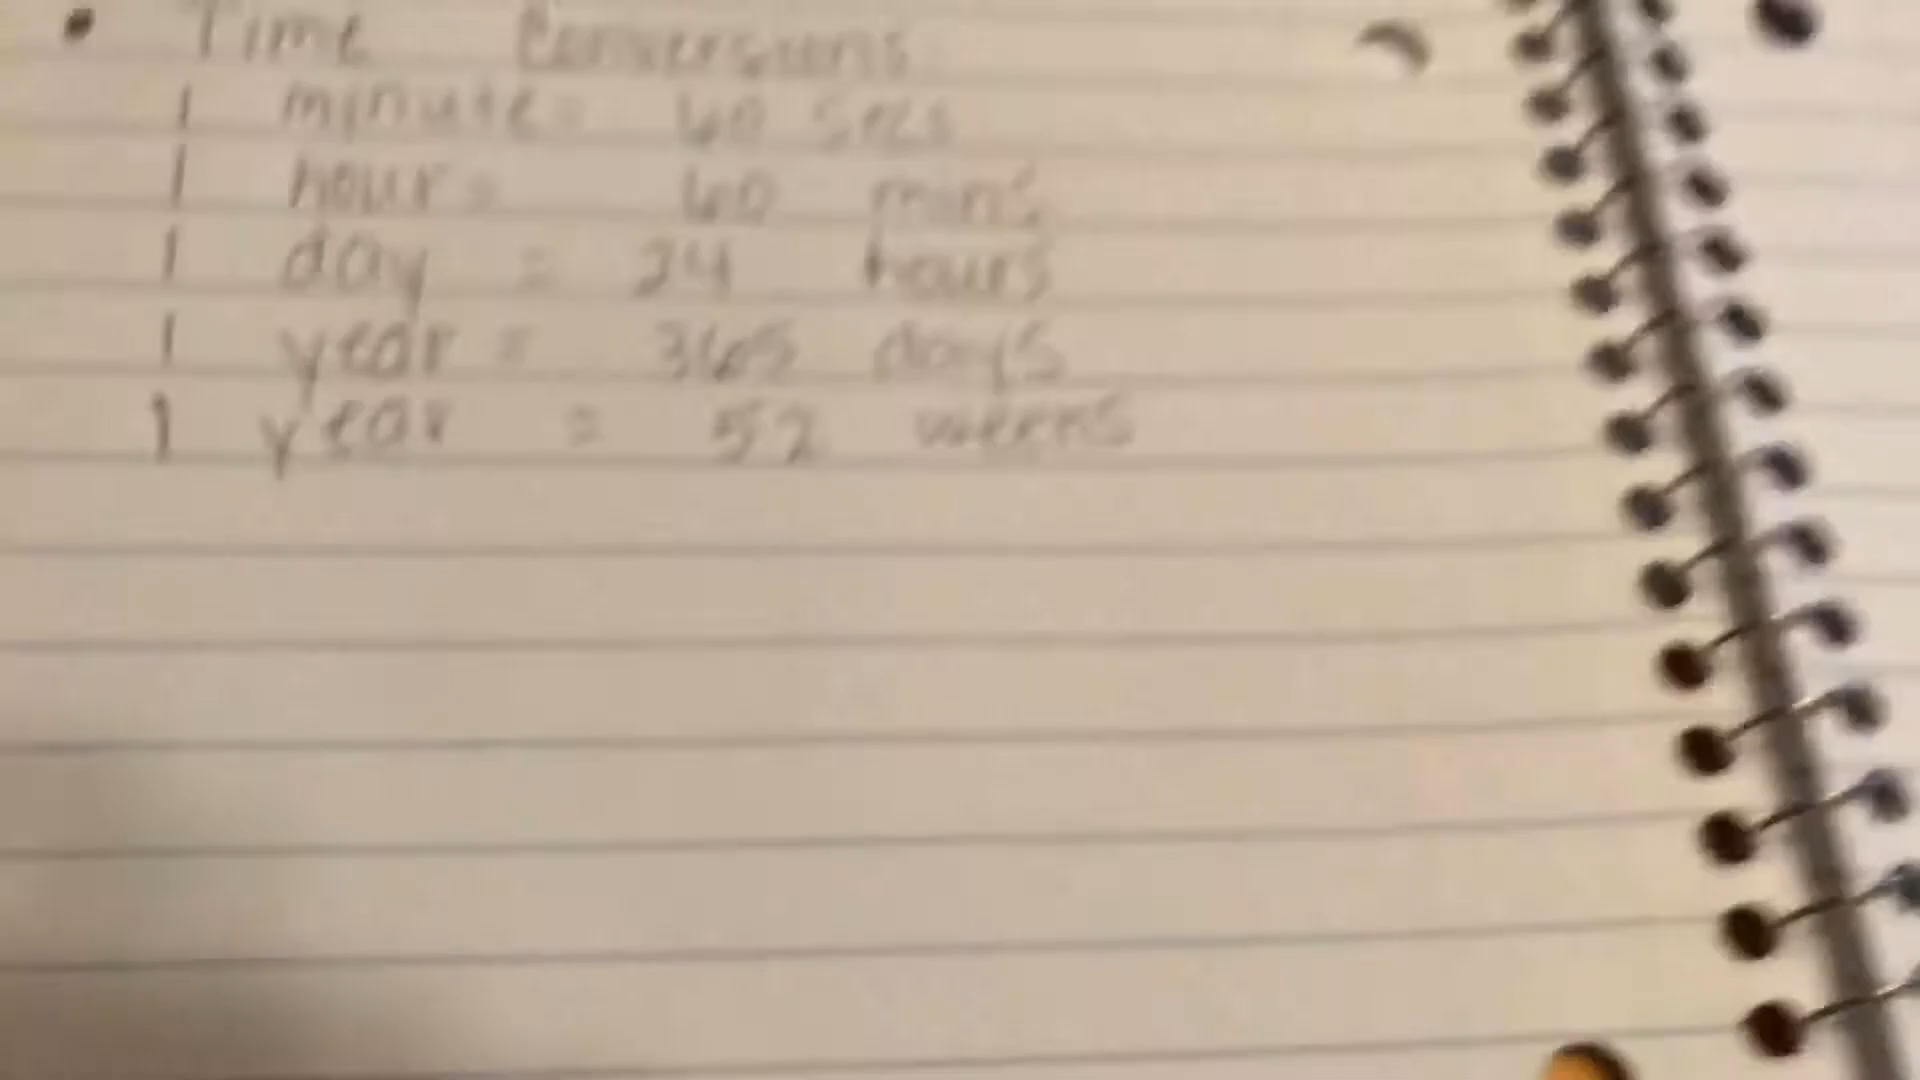 • Time Conversions
1 minute = 60 secs
1 hour = 60 mins
1 day = 24 hours
1 year = 365 days
1 year = 52 weeks